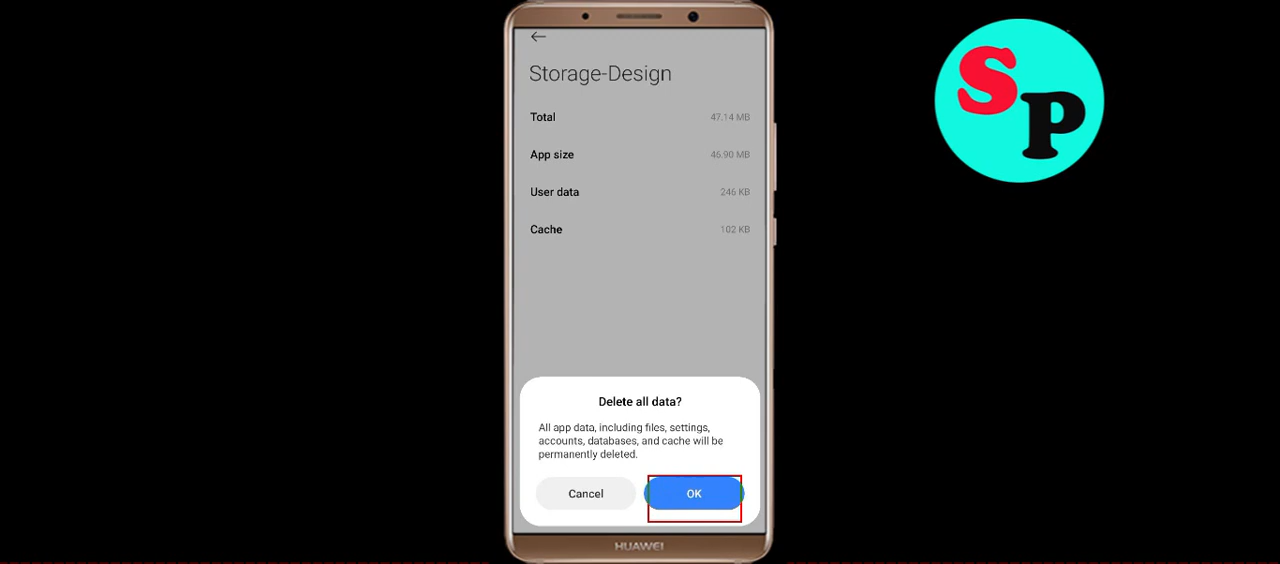 Storage-Design
Total 47.14 MB
App size 46.90 MB
User data 246 KB
Cache 102 KB
Delete all data?
All app data, including files, settings,
accounts, databases, and cache will be
permanently deleted.
Cancel OK
HUAWEI
SP